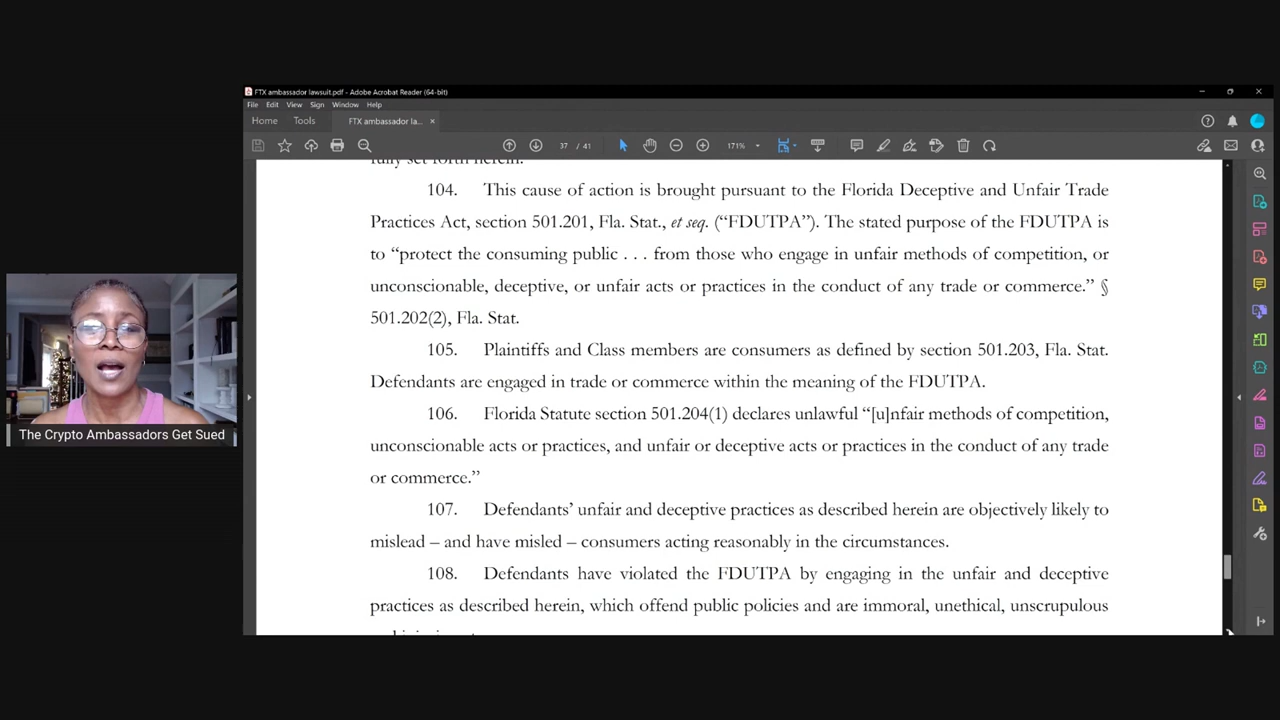 FTX ambassador lawsuit.pdf - Adobe Acrobat Reader (64-bit)
File Edit View Sign Window Help
Home Tools FTX ambassador la... ×
37 / 41 171%
fully set forth herein.
104. This cause of action is brought pursuant to the Florida Deceptive and Unfair Trade
Practices Act, section 501.201, Fla. Stat., et seq. (“FDUTPA”). The stated purpose of the FDUTPA is
to “protect the consuming public . . . from those who engage in unfair methods of competition, or
unconscionable, deceptive, or unfair acts or practices in the conduct of any trade or commerce.” §
501.202(2), Fla. Stat.
105. Plaintiffs and Class members are consumers as defined by section 501.203, Fla. Stat.
Defendants are engaged in trade or commerce within the meaning of the FDUTPA.
106. Florida Statute section 501.204(1) declares unlawful “[u]nfair methods of competition,
unconscionable acts or practices, and unfair or deceptive acts or practices in the conduct of any trade
or commerce.”
107. Defendants’ unfair and deceptive practices as described herein are objectively likely to
mislead – and have misled – consumers acting reasonably in the circumstances.
108. Defendants have violated the FDUTPA by engaging in the unfair and deceptive
practices as described herein, which offend public policies and are immoral, unethical, unscrupulous
The Crypto Ambassadors Get Sued